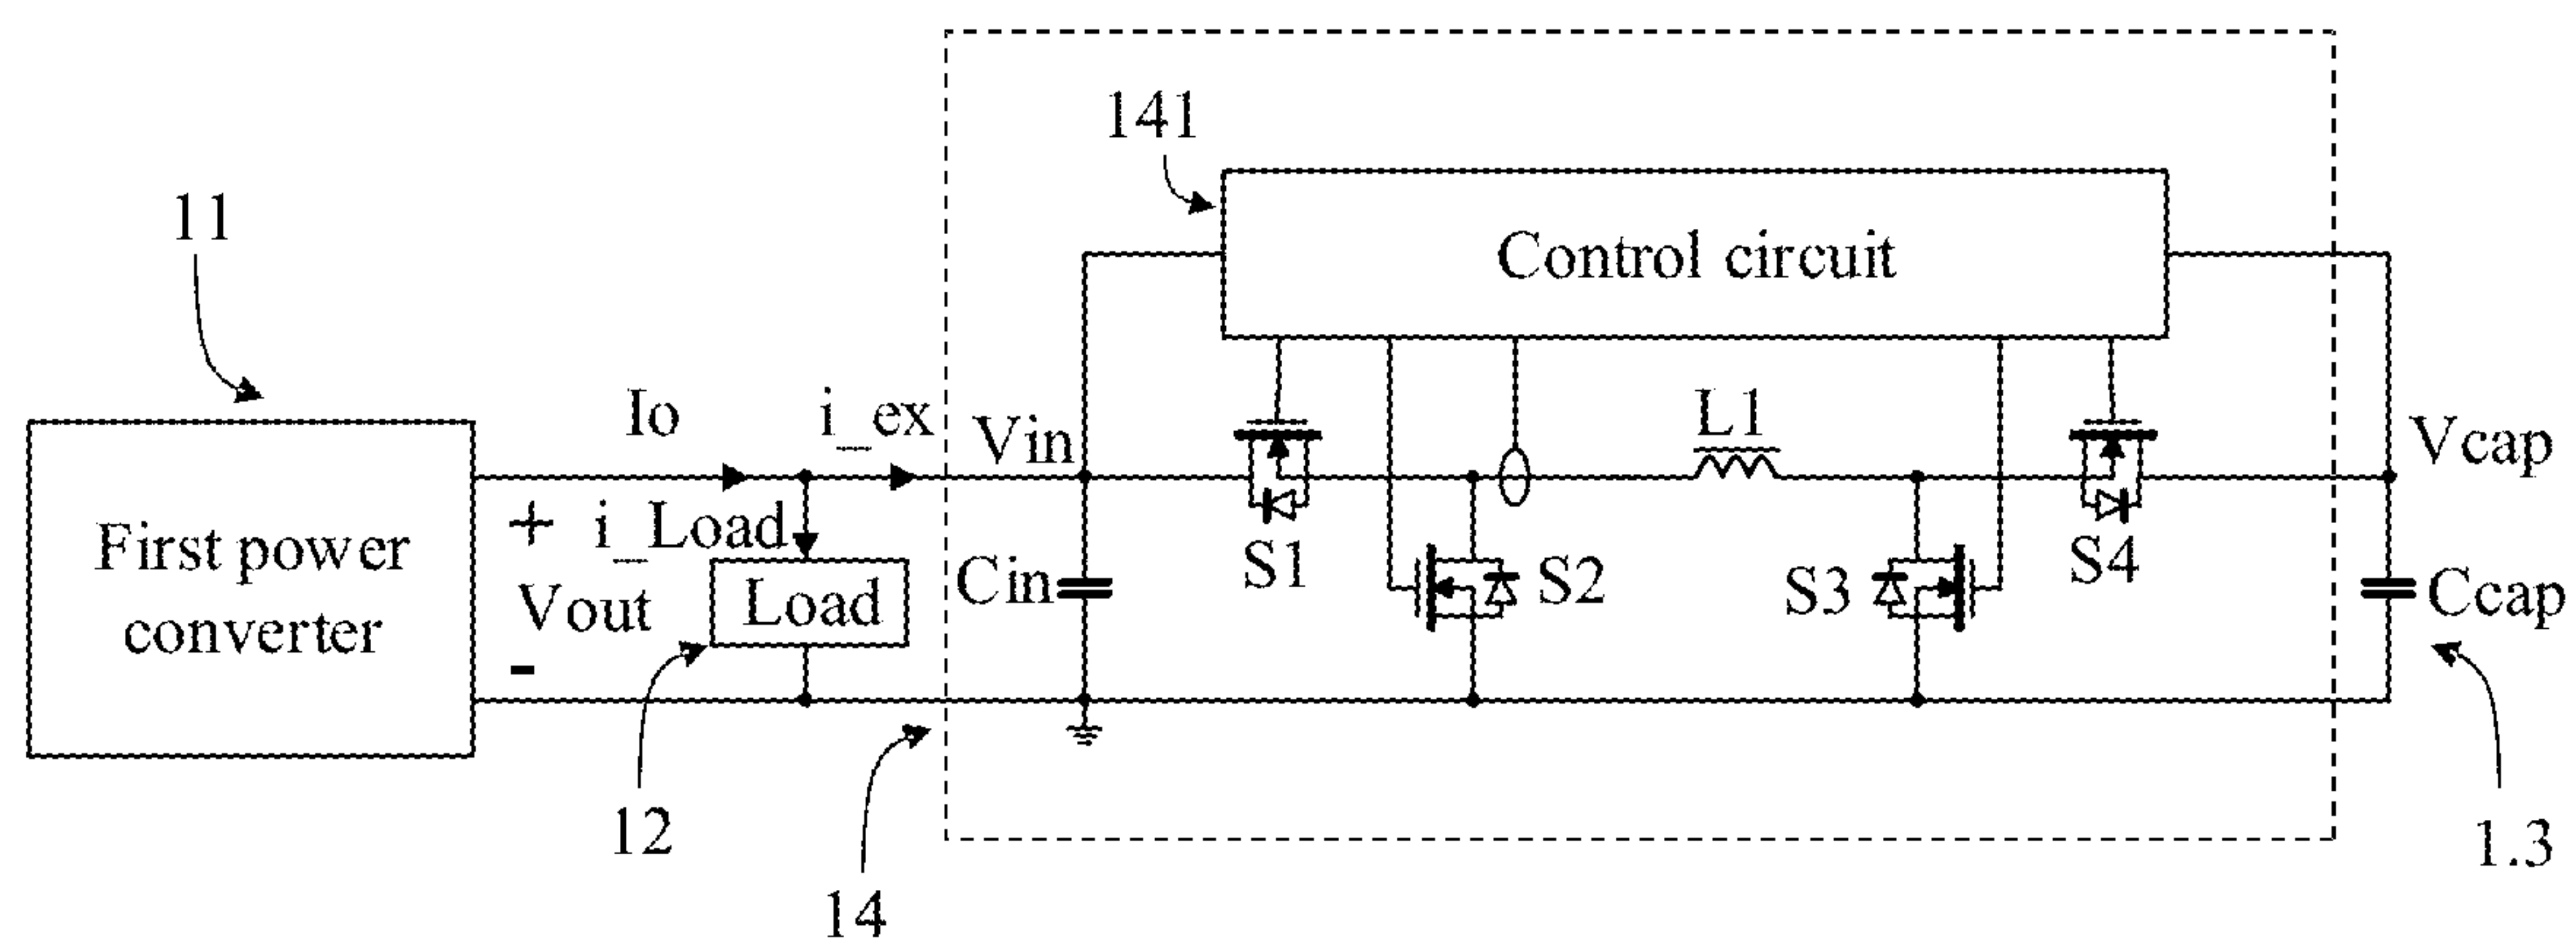 141
11
Control circuit
Io
i_ex
Vin
L1
Vcap
+
i_Load
First power
converter
Vout
Load
Cin
S1
S2
S3
S4
Ccap
-
12
14
1.3